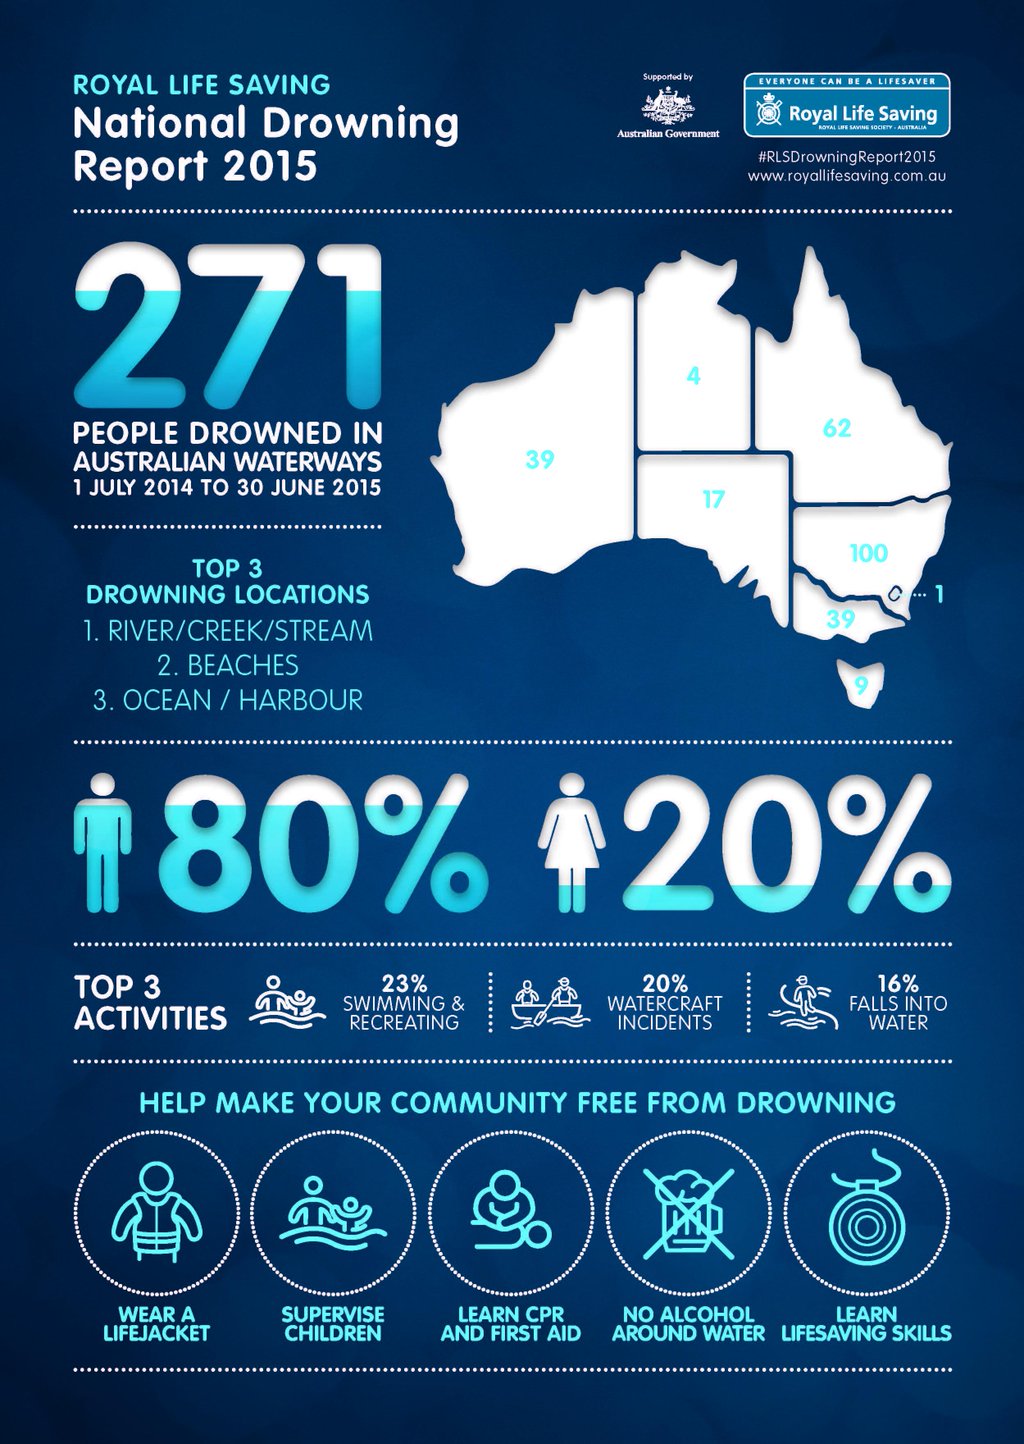 ROYAL LIFE SAVING
National Drowning
Report 2015
Supported by
Australian Government
EVERYONE CAN BE A LIFESAVER
Royal Life Saving
ROYAL LIFE SAVING SOCIETY - AUSTRALIA
#RLSDrowningReport2015
www.royallifesaving.com.au
271
PEOPLE DROWNED IN
AUSTRALIAN WATERWAYS
1 JULY 2014 TO 30 JUNE 2015
TOP 3
DROWNING LOCATIONS
1. RIVER/CREEK/STREAM
2. BEACHES
3. OCEAN / HARBOUR
4
62
39
17
100
1
39
9
80%
20%
TOP 3
ACTIVITIES
23%
SWIMMING &
RECREATING
20%
WATERCRAFT
INCIDENTS
16%
FALLS INTO
WATER
HELP MAKE YOUR COMMUNITY FREE FROM DROWNING
WEAR A
LIFEJACKET
SUPERVISE
CHILDREN
LEARN CPR
AND FIRST AID
NO ALCOHOL
AROUND WATER
LEARN
LIFESAVING SKILLS